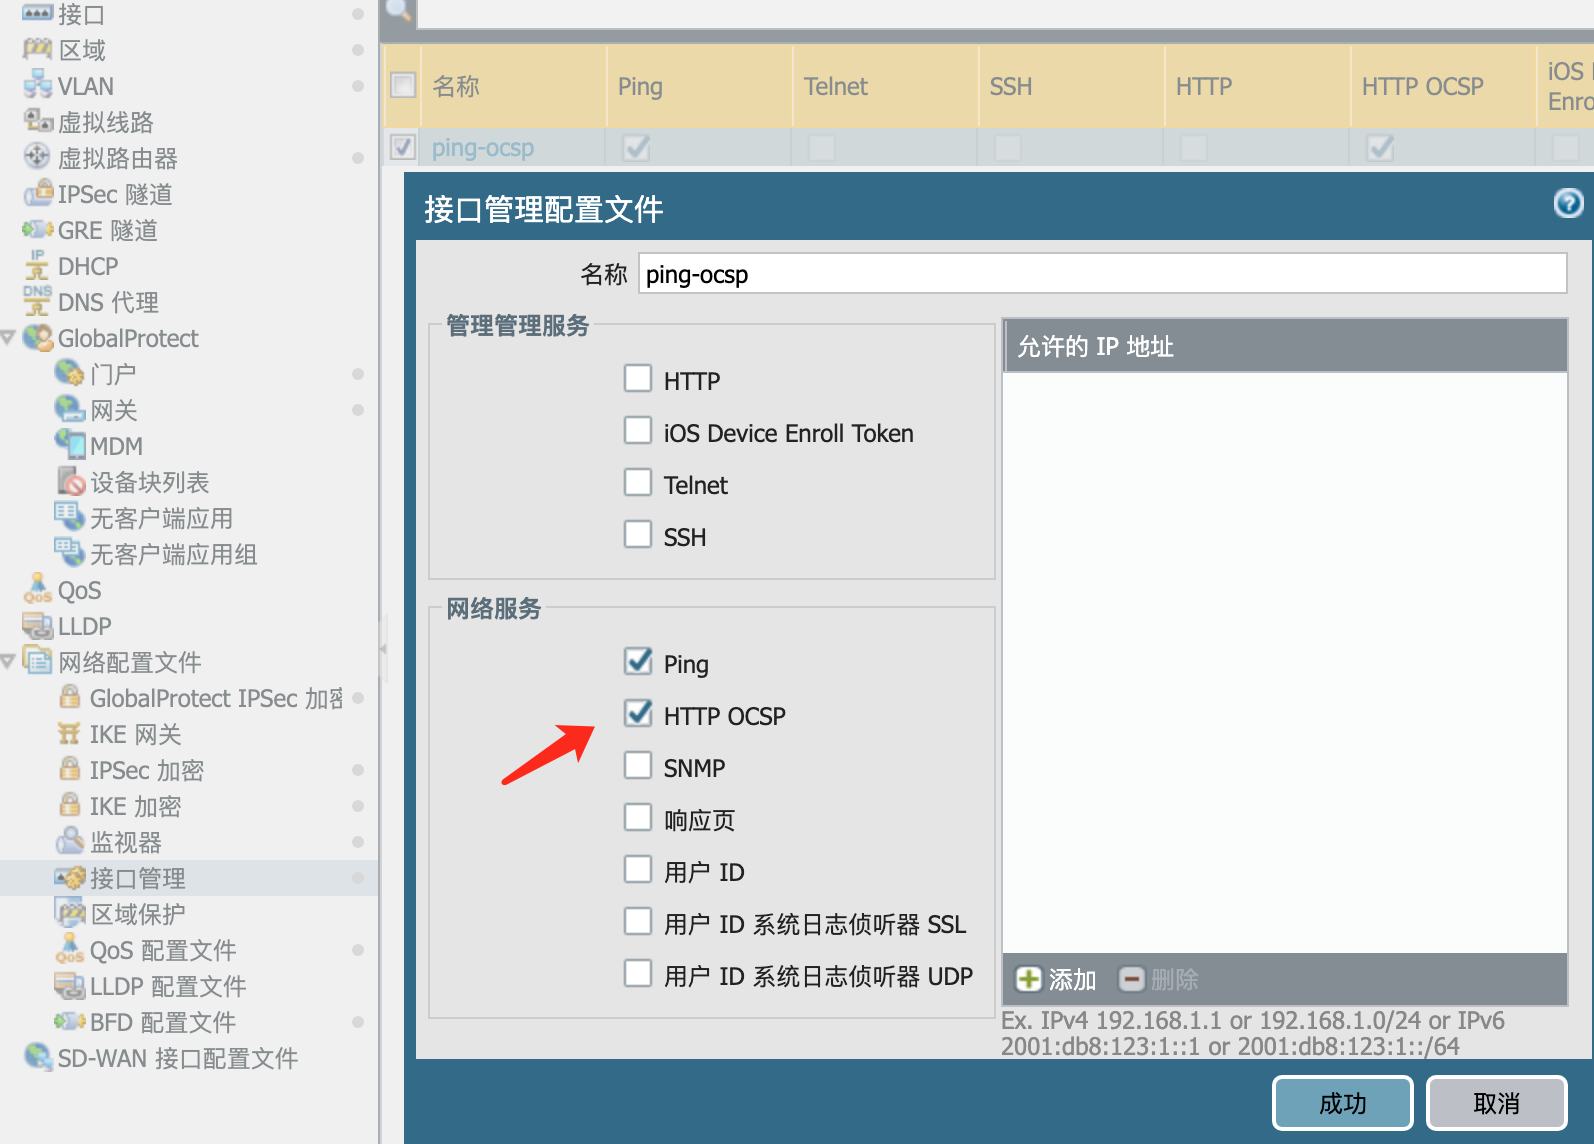 接口
区域
VLAN
虚拟线路
虚拟路由器
IPSec 隧道
GRE 隧道
IP
DHCP
DNS
DNS 代理
GlobalProtect
门户
网关
MDM
设备块列表
无客户端应用
无客户端应用组
QoS
QoS
LLDP
网络配置文件
GlobalProtect IPSec 加密
IKE 网关
IPSec 加密
IKE 加密
监视器
接口管理
区域保护
QoS
QoS 配置文件
LLDP 配置文件
BFD 配置文件
SD-WAN 接口配置文件
名称 Ping Telnet SSH HTTP HTTP OCSP iOS
Enro
ping-ocsp
接口管理配置文件
名称 ping-ocsp
管理管理服务
HTTP
iOS Device Enroll Token
Telnet
SSH
网络服务
Ping
HTTP OCSP
SNMP
响应页
用户 ID
用户 ID 系统日志侦听器 SSL
用户 ID 系统日志侦听器 UDP
允许的 IP 地址
添加 删除
Ex. IPv4 192.168.1.1 or 192.168.1.0/24 or IPv6
2001:db8:123:1::1 or 2001:db8:123:1::/64
成功 取消